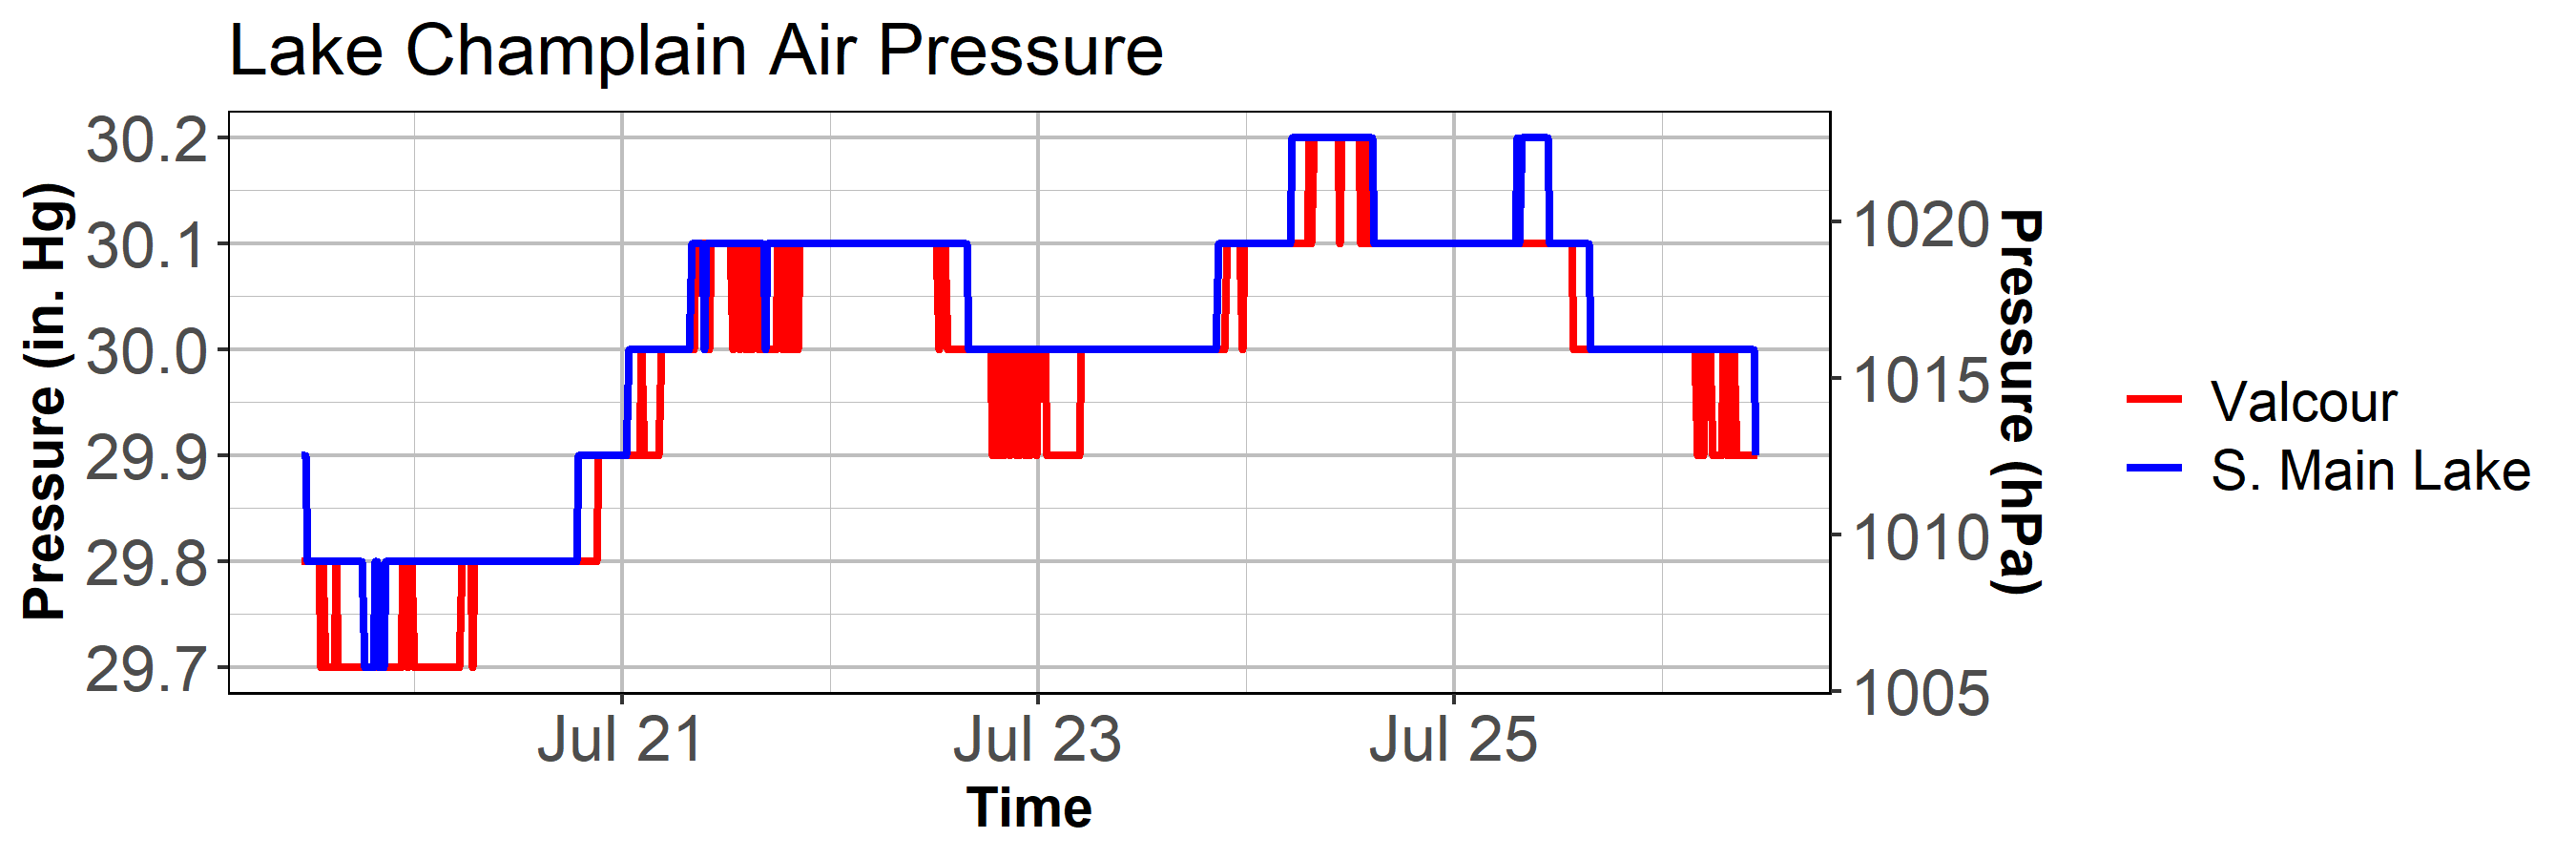 Lake Champlain Air Pressure
30.2
30.1
30.0
29.9
29.8
29.7
Pressure (in. Hg)
1020
1015
1010
1005
Pressure (hPa)
Jul 21
Jul 23
Jul 25
Time
Valcour
S. Main Lake